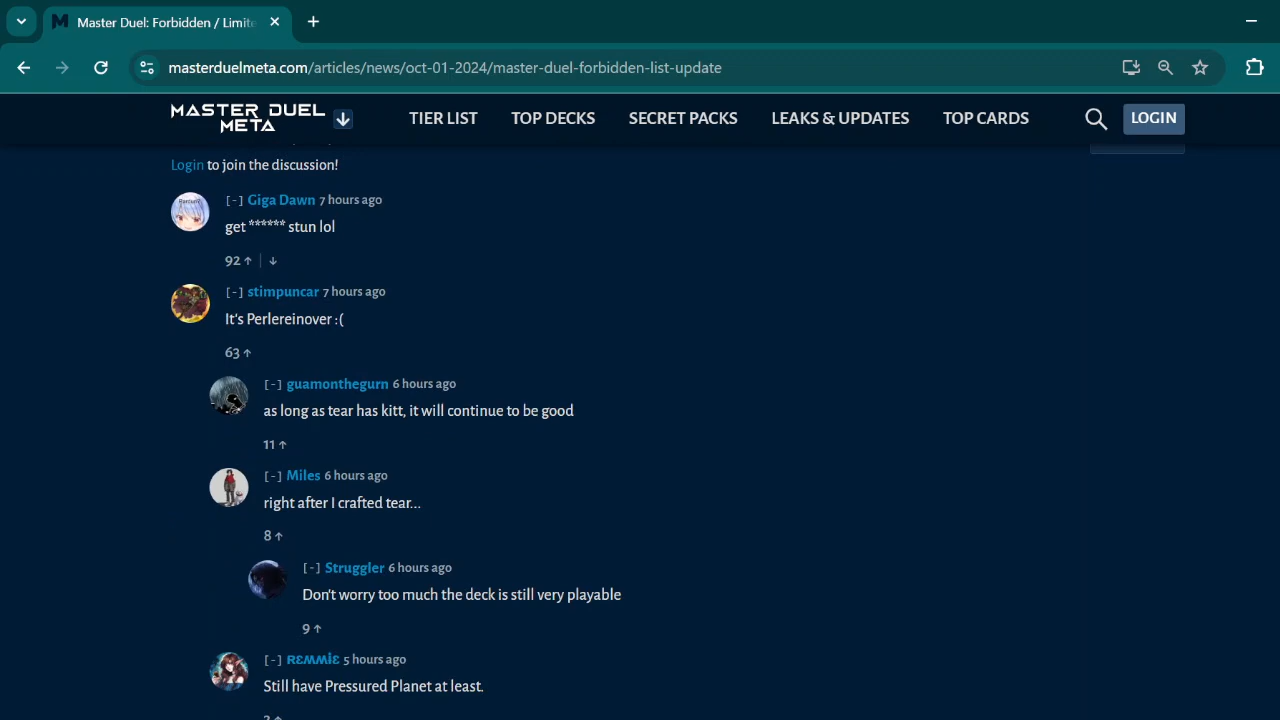 Master Duel: Forbidden / Limite
masterduelmeta.com/articles/news/oct-01-2024/master-duel-forbidden-list-update
MASTER DUEL
META
TIER LIST
TOP DECKS
SECRET PACKS
LEAKS & UPDATES
TOP CARDS
LOGIN
Login to join the discussion!
[-] Giga Dawn 7 hours ago
get ****** stun lol
92
[-] stimpuncar 7 hours ago
It's Perlereinover :(
63
[-] guamonthegurn 6 hours ago
as long as tear has kitt, it will continue to be good
11
[-] Miles 6 hours ago
right after I crafted tear...
8
[-] Struggler 6 hours ago
Don't worry too much the deck is still very playable
9
[-] ʀɛʍʍɨɛ 5 hours ago
Still have Pressured Planet at least.